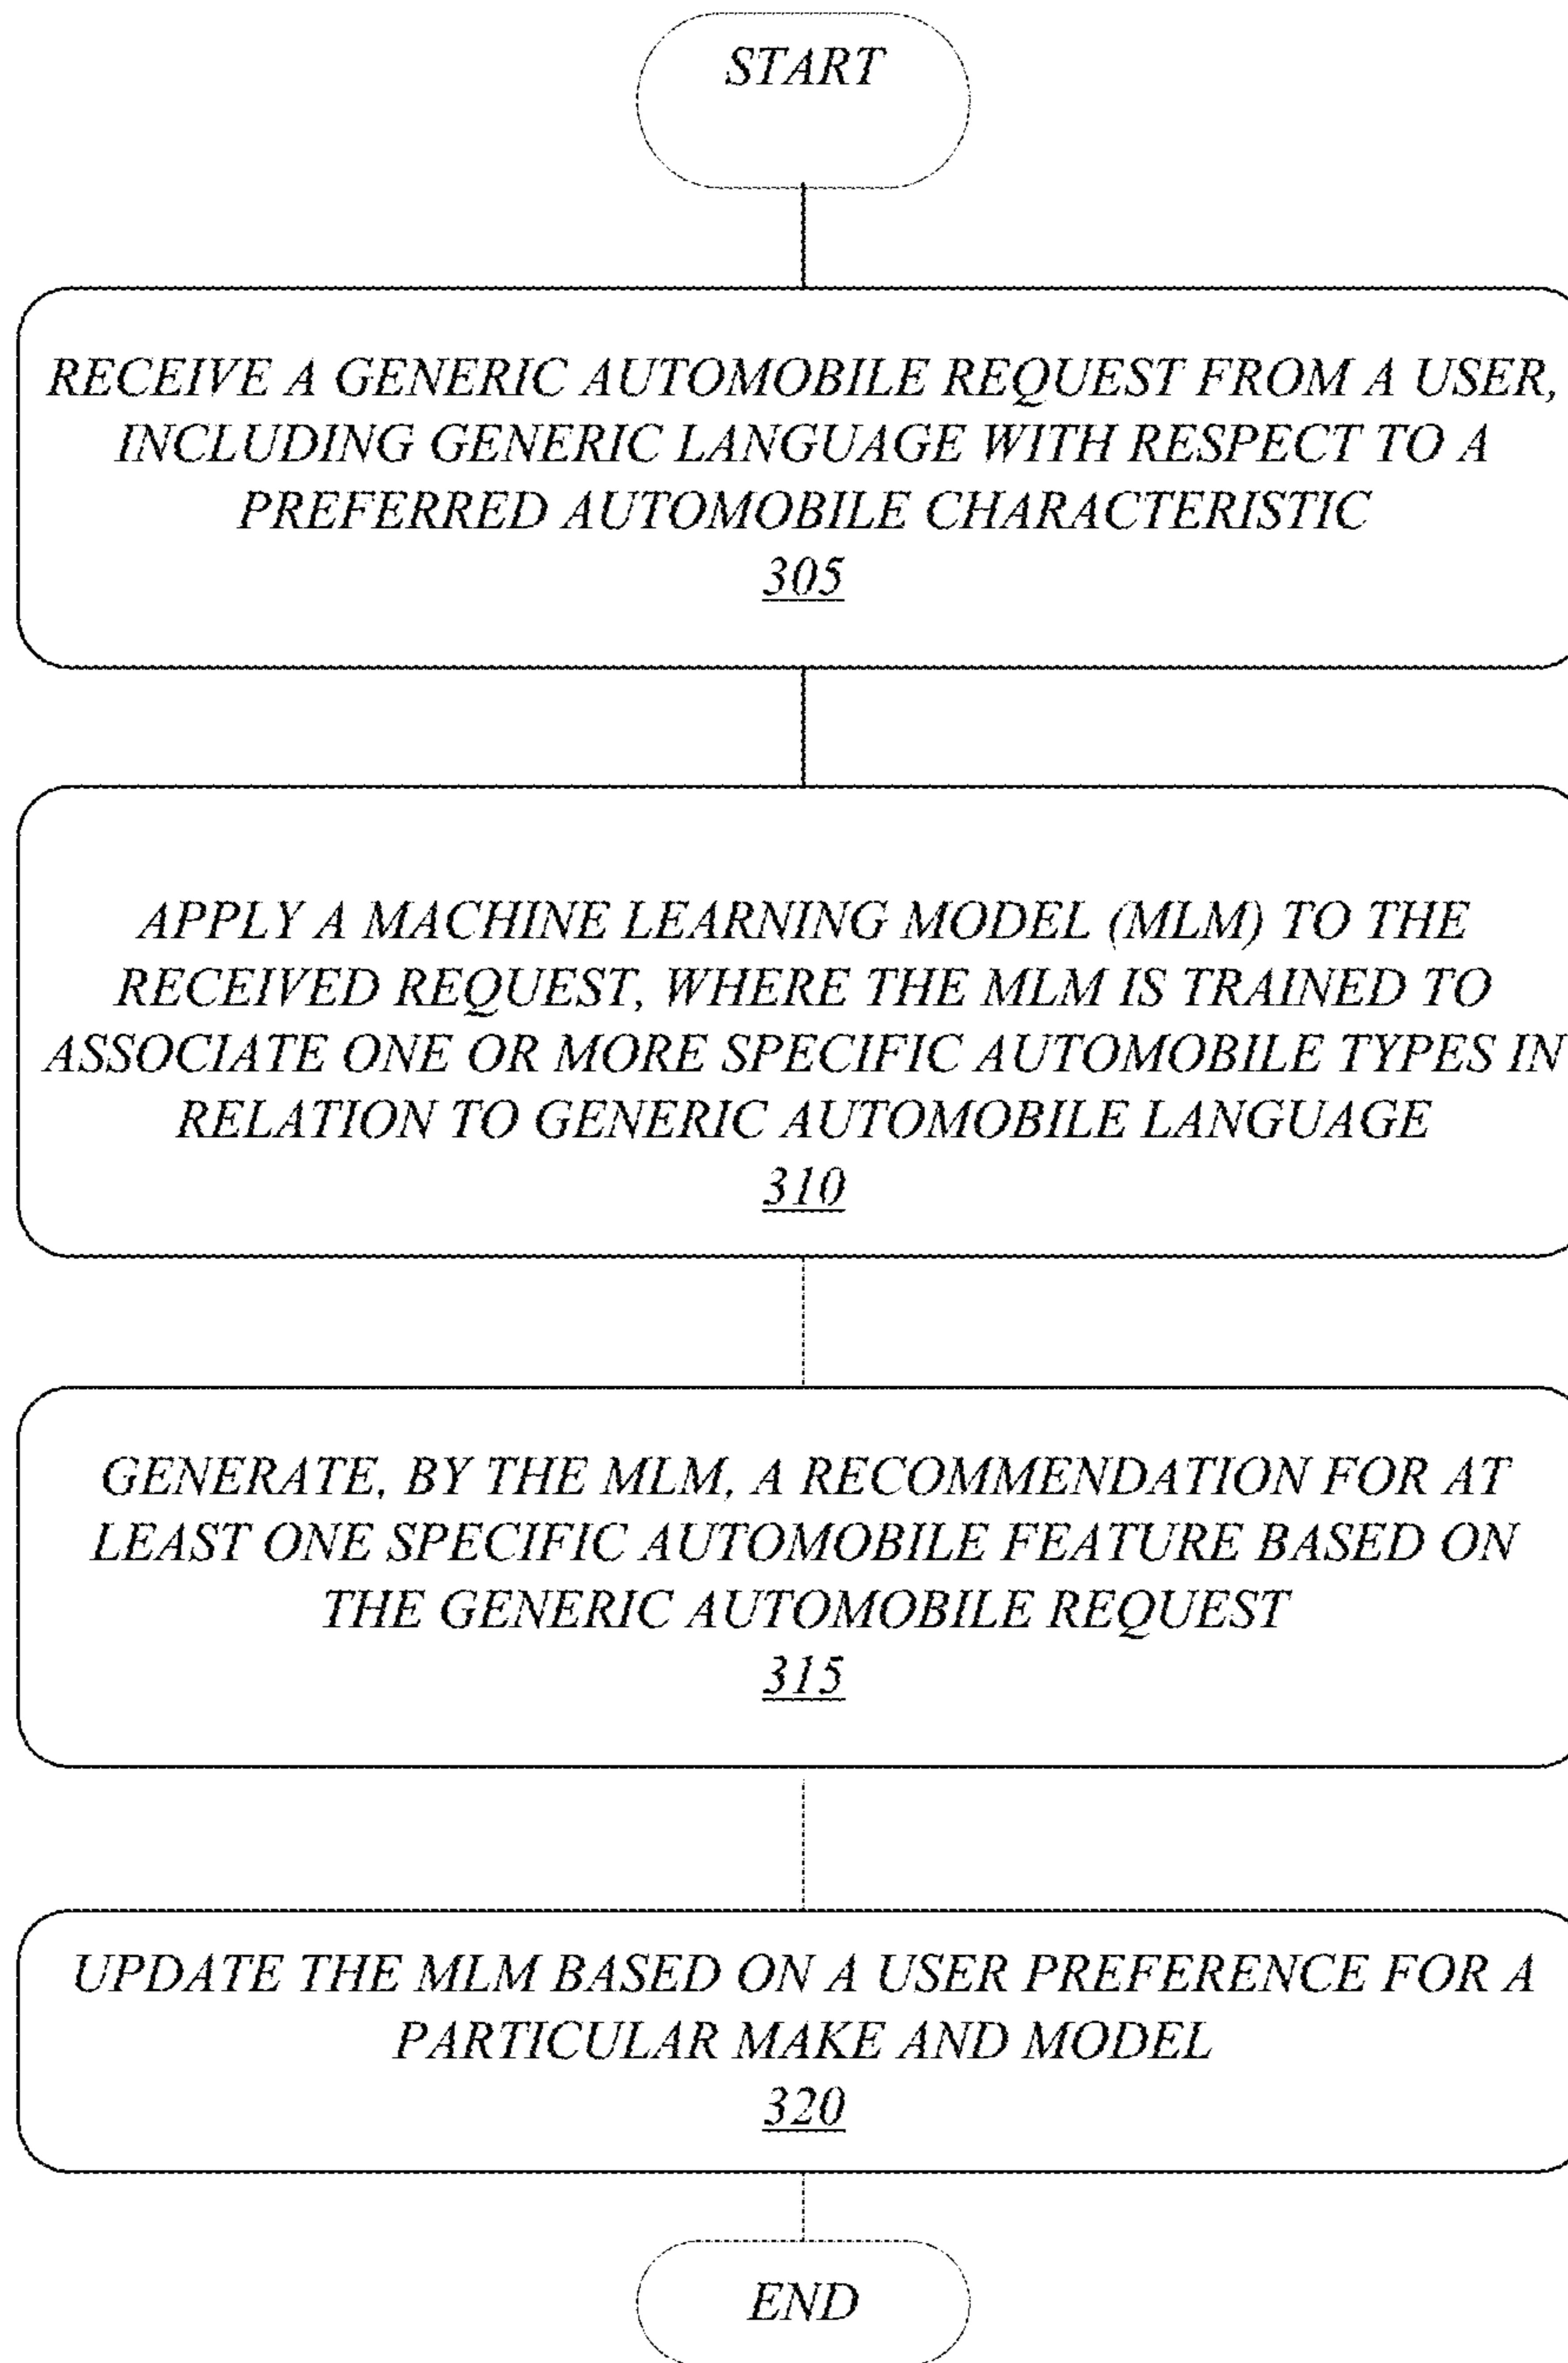 START
RECEIVE A GENERIC AUTOMOBILE REQUEST FROM A USER,
INCLUDING GENERIC LANGUAGE WITH RESPECT TO A
PREFERRED AUTOMOBILE CHARACTERISTIC
305
APPLY A MACHINE LEARNING MODEL (MLM) TO THE
RECEIVED REQUEST, WHERE THE MLM IS TRAINED TO
ASSOCIATE ONE OR MORE SPECIFIC AUTOMOBILE TYPES IN
RELATION TO GENERIC AUTOMOBILE LANGUAGE
310
GENERATE, BY THE MLM, A RECOMMENDATION FOR AT
LEAST ONE SPECIFIC AUTOMOBILE FEATURE BASED ON
THE GENERIC AUTOMOBILE REQUEST
315
UPDATE THE MLM BASED ON A USER PREFERENCE FOR A
PARTICULAR MAKE AND MODEL
320
END